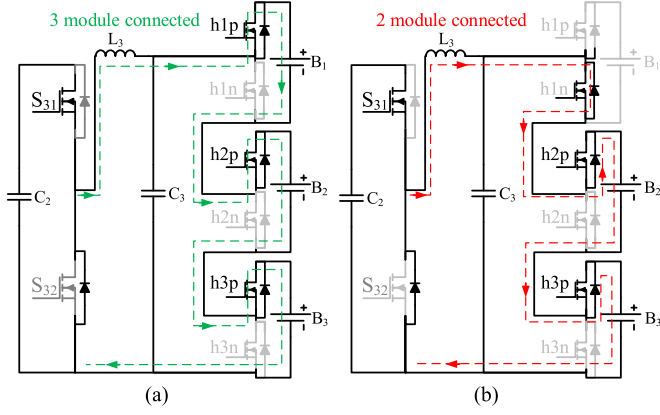 3 module connected
L₃
h1p
B₁
h1n
S₃₁
h2p
C₂
C₃
B₂
h2n
S₃₂
h3p
B₃
h3n
(a)
2 module connected
L₃
h1p
B₁
h1n
S₃₁
h2p
C₂
C₃
B₂
h2n
S₃₂
h3p
B₃
h3n
(b)